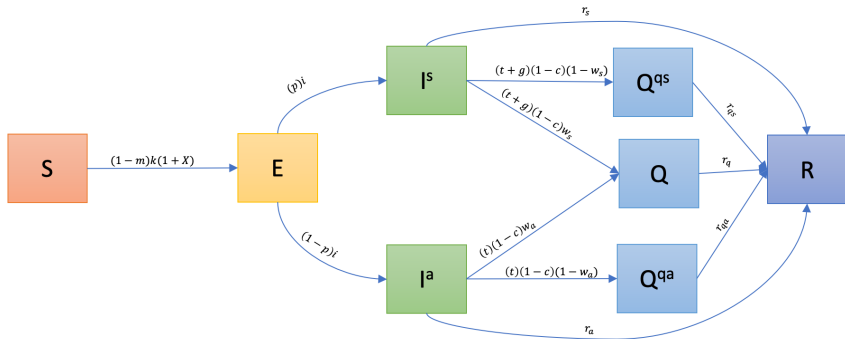 r_s
I^s
(t+g)(1-c)(1-w_s)
Q^qs
(p)i
(t+g)(1-c)w_s
r_qs
S
(1-m)k(1+X)
E
Q
r_q
R
(1-p)i
(t)(1-c)w_a
r_qa
I^a
(t)(1-c)(1-w_a)
Q^qa
r_a